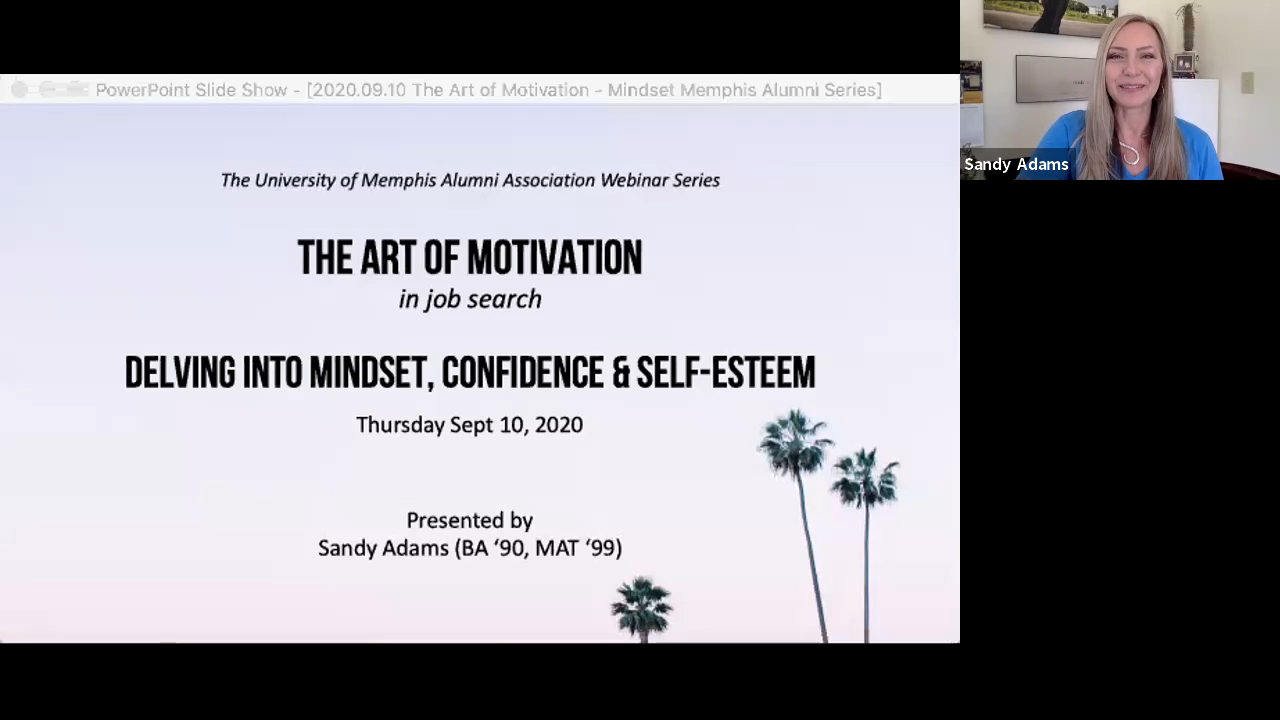 PowerPoint Slide Show - [2020.09.10 The Art of Motivation - Mindset Memphis Alumni Series]
The University of Memphis Alumni Association Webinar Series
THE ART OF MOTIVATION
in job search
DELVING INTO MINDSET, CONFIDENCE & SELF-ESTEEM
Thursday Sept 10, 2020
Presented by
Sandy Adams (BA ‘90, MAT ‘99)
Sandy Adams